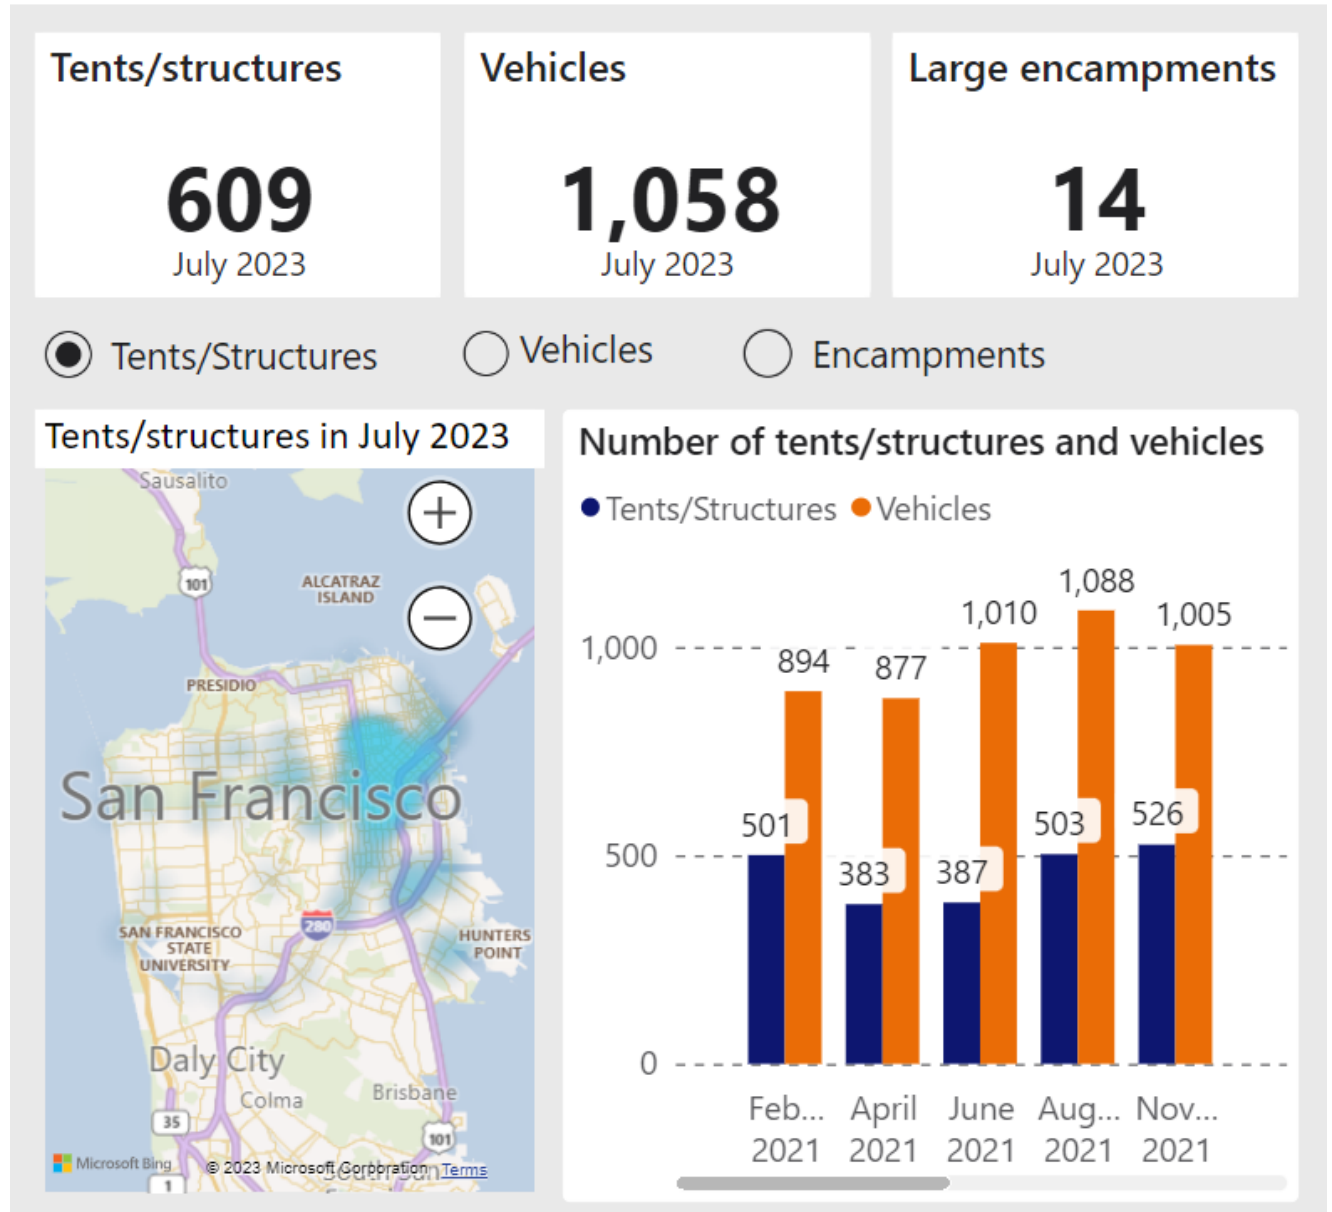 Tents/structures
609
July 2023
Vehicles
1,058
July 2023
Large encampments
14
July 2023
Tents/Structures
Vehicles
Encampments
Tents/structures in July 2023
Sausalito
101
ALCATRAZ
ISLAND
PRESIDIO
San Francisco
280
SAN FRANCISCO
STATE
UNIVERSITY
HUNTERS
POINT
Daly City
Colma
Brisbane
35
101
1
Microsoft Bing
© 2023 Microsoft Corporation Terms
South San
Number of tents/structures and vehicles
Tents/Structures Vehicles
1,000
500
0
501
894
383
877
387
1,010
503
1,088
526
1,005
Feb... April June Aug... Nov...
2021 2021 2021 2021 2021